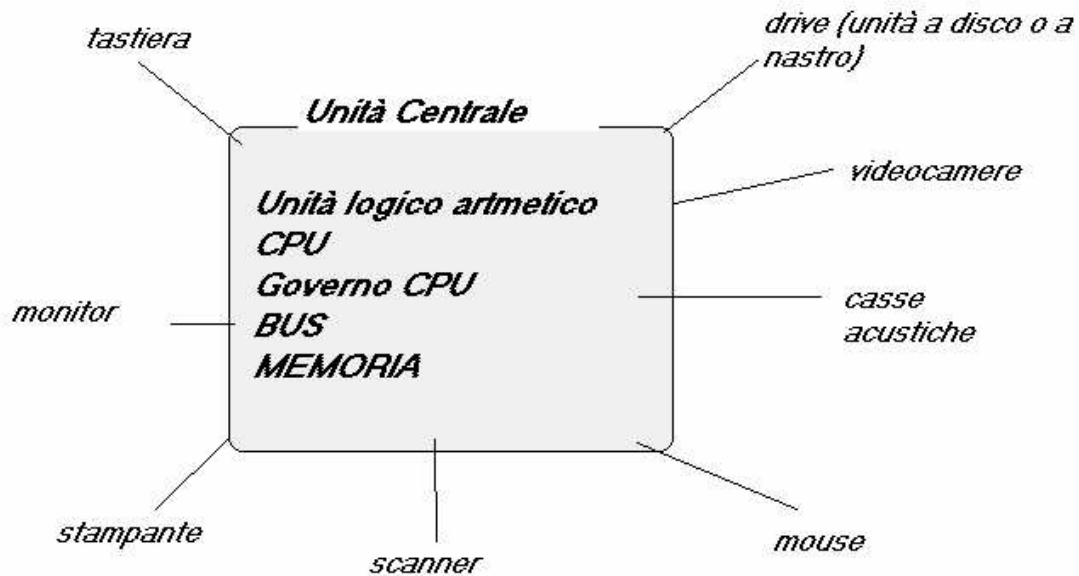 tastiera
drive (unità a disco o a
nastro)
Unità Centrale
videocamere
Unità logico artmetico
CPU
Governo CPU
BUS
MEMORIA
monitor
casse
acustiche
stampante
scanner
mouse